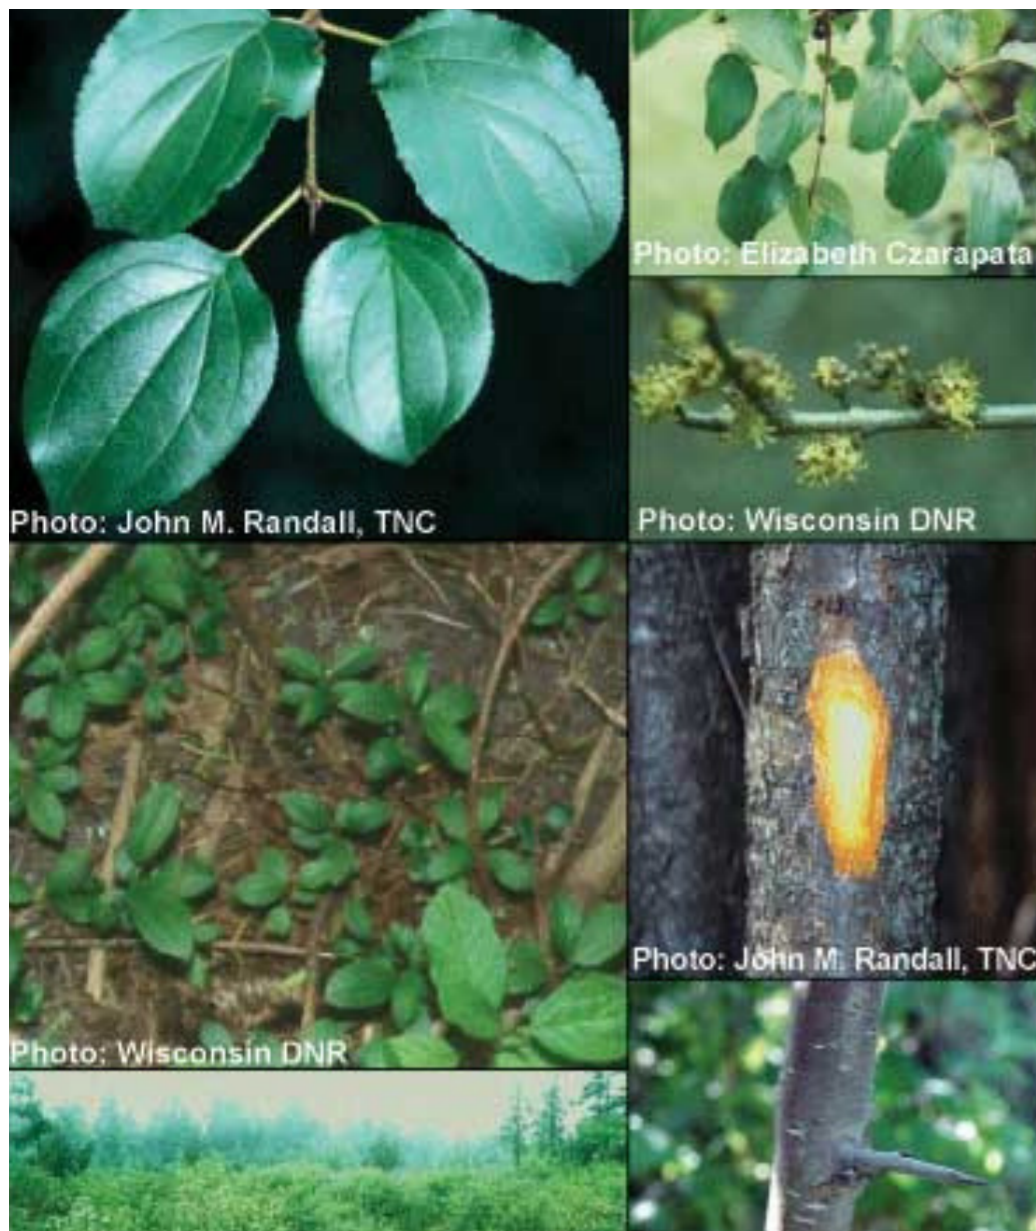 Photo: Elizabeth Czarapata
Photo: John M. Randall, TNC
Photo: Wisconsin DNR
Photo: John M. Randall, TNC
Photo: Wisconsin DNR